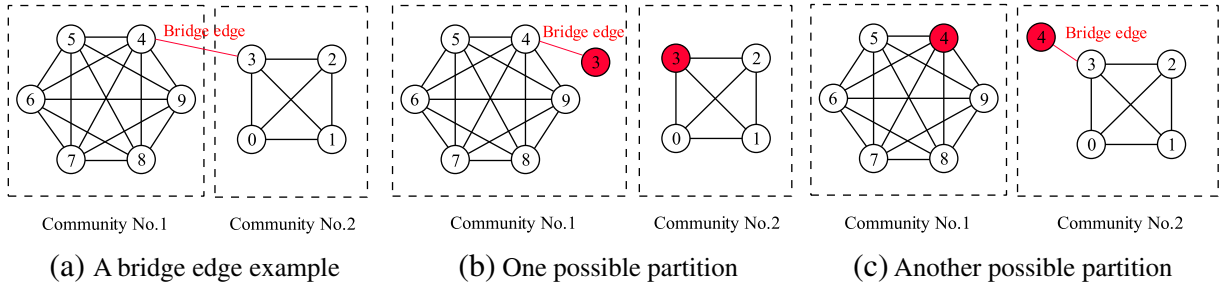 5
4
Bridge edge
3
2
6
9
7
8
0
1
Community No.1
Community No.2
(a) A bridge edge example
5
4
Bridge edge
3
3
2
6
9
7
8
0
1
Community No.1
Community No.2
(b) One possible partition
5
4
4
Bridge edge
3
2
6
9
7
8
0
1
Community No.1
Community No.2
(c) Another possible partition